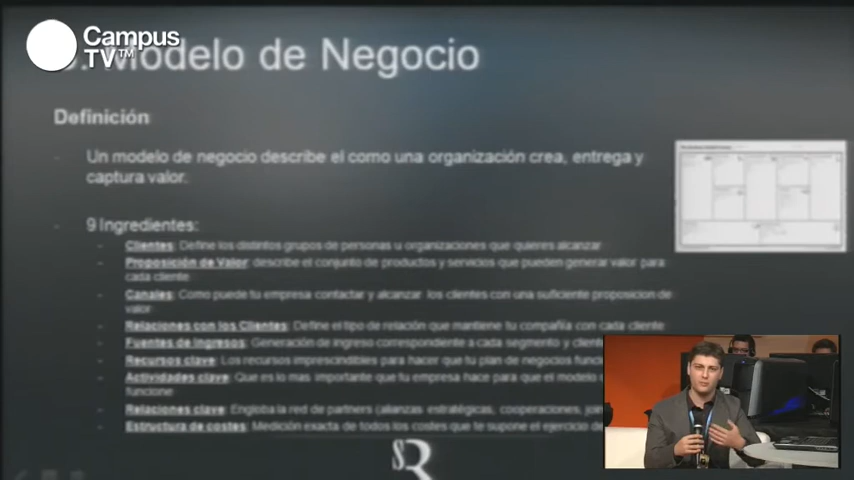 Campus
TV™
Modelo de Negocio
Definición
- Un modelo de negocio describe el como una organización crea, entrega y
captura valor.
- 9 Ingredientes:
- Clientes: Define los distintos grupos de personas u organizaciones que quieres alcanzar
- Proposición de Valor: describe el conjunto de productos y servicios que pueden generar valor para
cada cliente
- Canales: Como puede tu empresa contactar y alcanzar los clientes con una suficiente proposicion de
valor
- Relaciones con los Clientes: Define el tipo de relación que mantiene tu compañía con cada cliente
- Fuentes de Ingresos: Generación de ingreso correspondiente a cada segmento y
- Recursos clave: Los recursos imprescindibles para hacer que tu plan de negocios
- Actividades clave: Que es lo mas importante que tu empresa hace para que el modelo
funcione
- Relaciones clave: Engloba la red de partners (alianzas estratégicas, cooperaciones,
- Estructura de costes: Medición exacta de todos los costes que te supone el ejercicio